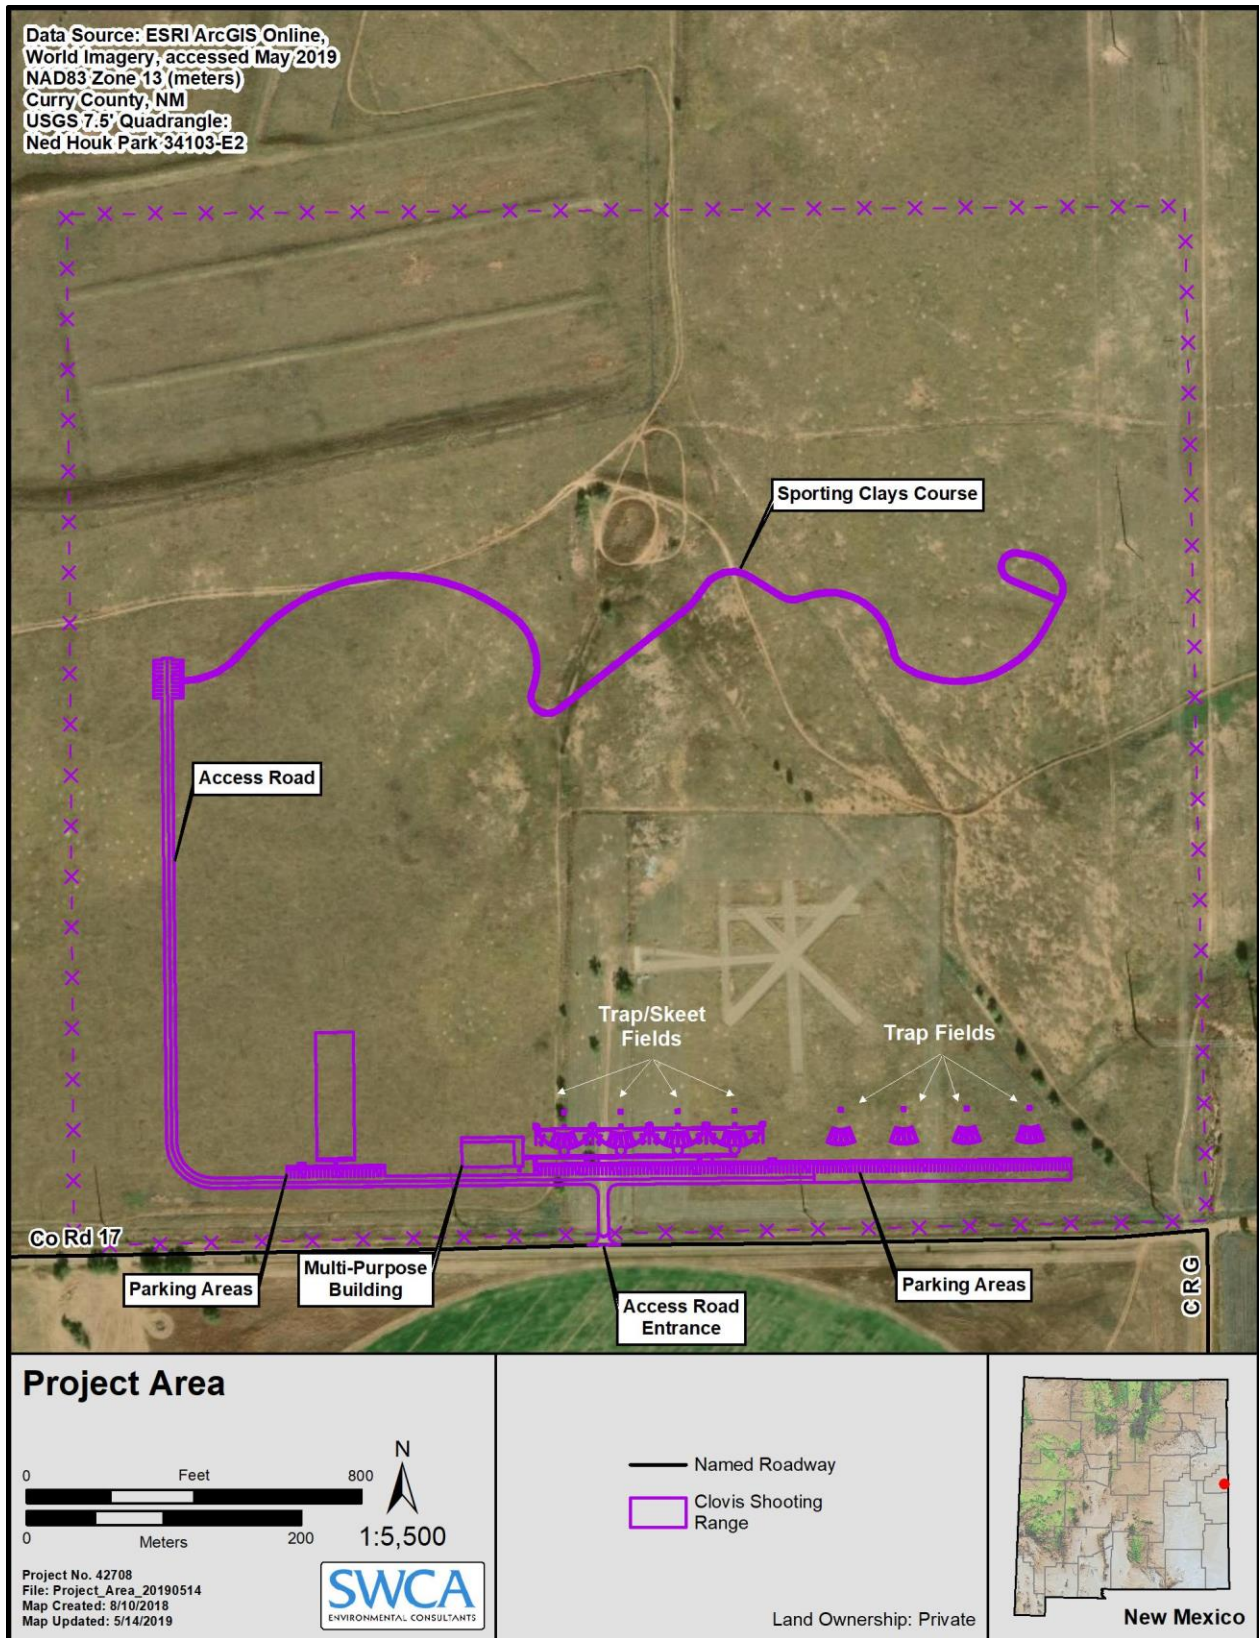 Data Source: ESRI ArcGIS Online,
World Imagery, accessed May 2019
NAD83 Zone 13 (meters)
Curry County, NM
USGS 7.5' Quadrangle:
Ned Houk Park 34103-E2
Sporting Clays Course
Access Road
Trap/Skeet
Fields
Trap Fields
Co Rd 17
Parking Areas
Multi-Purpose
Building
Access Road
Entrance
Parking Areas
C R G
Project Area
0 Feet 800
0 Meters 200
N
1:5,500
Project No. 42708
File: Project_Area_20190514
Map Created: 8/10/2018
Map Updated: 5/14/2019
SWCA
ENVIRONMENTAL CONSULTANTS
Named Roadway
Clovis Shooting
Range
Land Ownership: Private
New Mexico